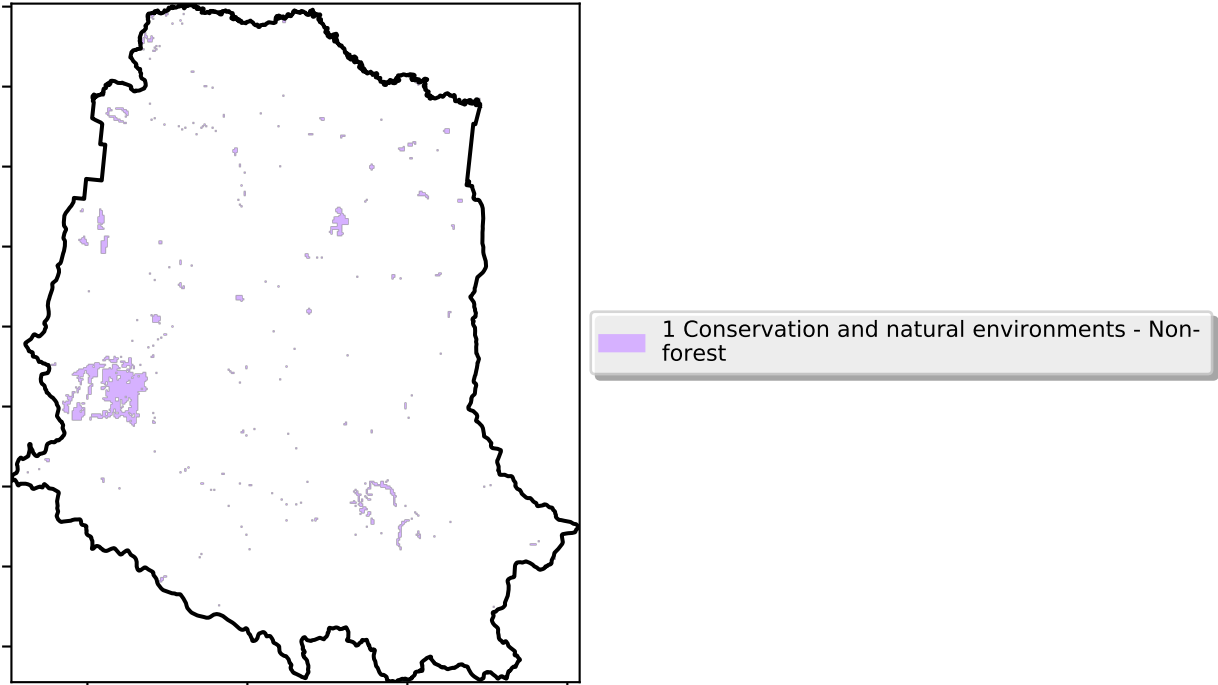 1 Conservation and natural environments - Non-
forest